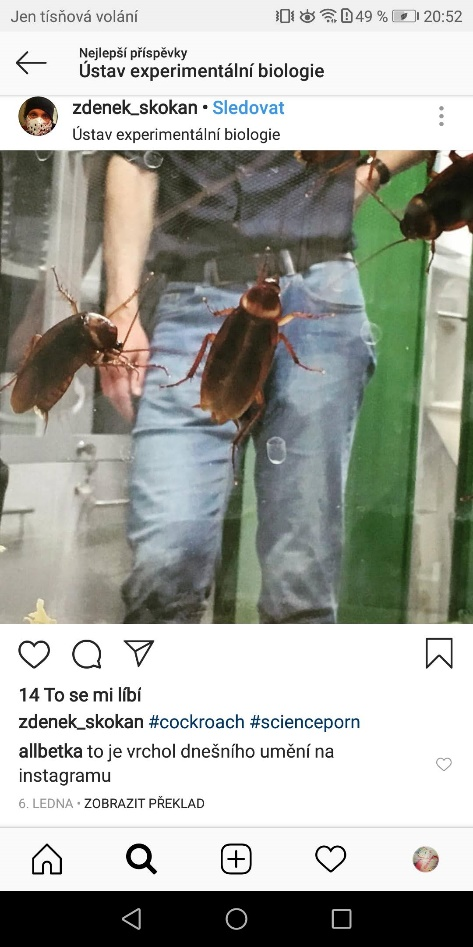 Jen tísňová volání 49 % 20:52
Nejlepší příspěvky
Ústav experimentální biologie
zdenek_skokan • Sledovat
Ústav experimentální biologie
14 To se mi líbí
zdenek_skokan #cockroach #scienceporn
allbetka to je vrchol dnešního umění na
instagramu
6. LEDNA • ZOBRAZIT PŘEKLAD